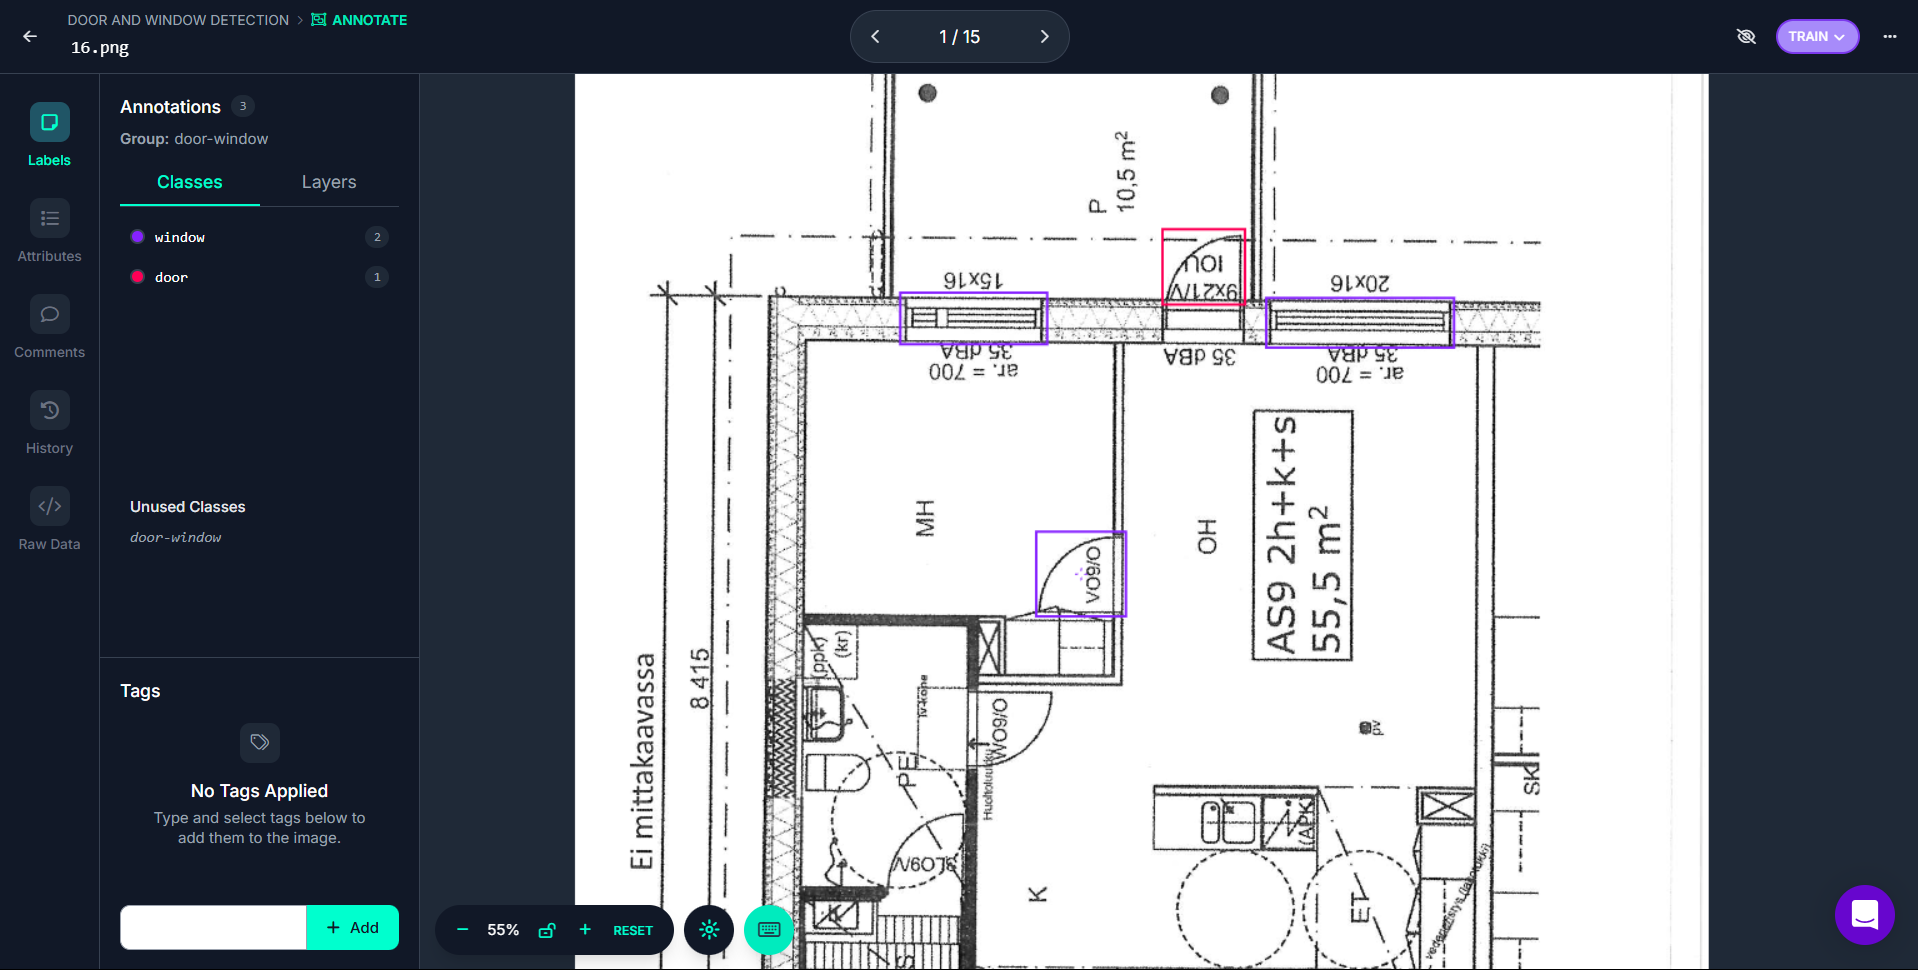 DOOR AND WINDOW DETECTION > ANNOTATE
16.png
1 / 15
TRAIN
Labels
Attributes
Comments
History
Raw Data
Annotations 3
Group: door-window
Classes Layers
window 2
door 1
Unused Classes
door-window
Tags
No Tags Applied
Type and select tags below to
add them to the image.
+ Add
55%
RESET
P
10,5 m²
IOU
9x21/V
15x16
20x16
35 dBA
ar. = 700
35 dBA
35 dBA
ar. = 700
MH
OH
VO9/O
AS9 2h+k+s
55,5 m²
Ei mittakaavassa
8 415
(ppk)
(kr)
lv-kone
WO9/O
Huoltoluukku
PE
SLO9/V
K
pv
(APK)
ET
SK
S